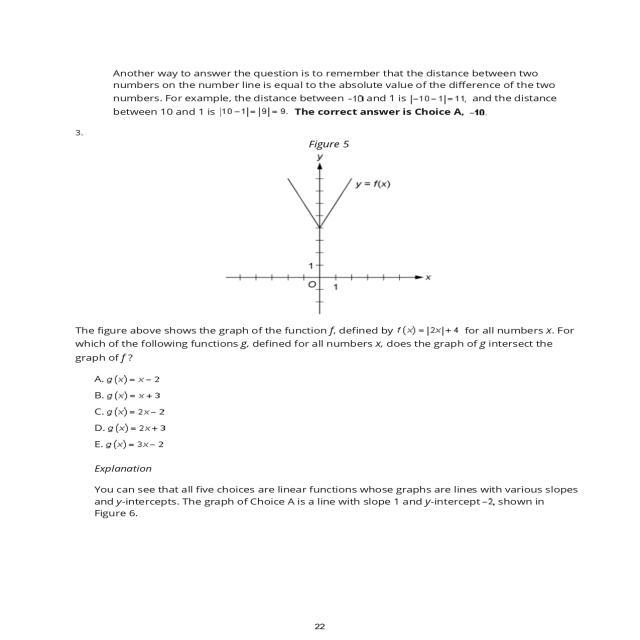 Another way to answer the question is to remember that the distance between two
numbers on the number line is equal to the absolute value of the difference of the two
numbers. For example, the distance between −10 and 1 is |−10−1|=11, and the distance
between 10 and 1 is |10−1|=|9|=9. The correct answer is Choice A, −10.
3.
Figure 5
y
y = f(x)
1
x
O
1
The figure above shows the graph of the function f, defined by f(x)=|2x|+4 for all numbers x. For
which of the following functions g, defined for all numbers x, does the graph of g intersect the
graph of f?
A. g(x)= x−2
B. g(x)= x+3
C. g(x)= 2x−2
D. g(x)= 2x+3
E. g(x)= 3x−2
Explanation
You can see that all five choices are linear functions whose graphs are lines with various slopes
and y-intercepts. The graph of Choice A is a line with slope 1 and y-intercept −2, shown in
Figure 6.
22